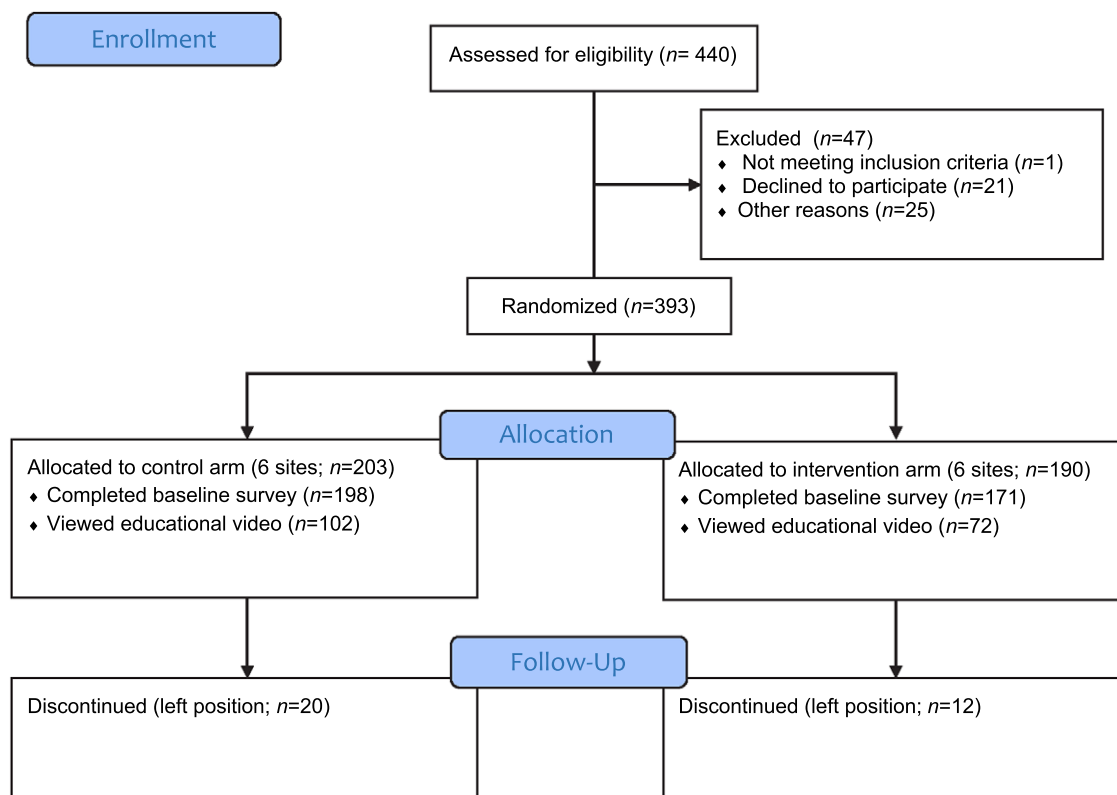 Enrollment
Assessed for eligibility (n= 440)
Excluded (n=47)
♦ Not meeting inclusion criteria (n=1)
♦ Declined to participate (n=21)
♦ Other reasons (n=25)
Randomized (n=393)
Allocation
Allocated to control arm (6 sites; n=203)
♦ Completed baseline survey (n=198)
♦ Viewed educational video (n=102)
Allocated to intervention arm (6 sites; n=190)
♦ Completed baseline survey (n=171)
♦ Viewed educational video (n=72)
Follow-Up
Discontinued (left position; n=20)
Discontinued (left position; n=12)